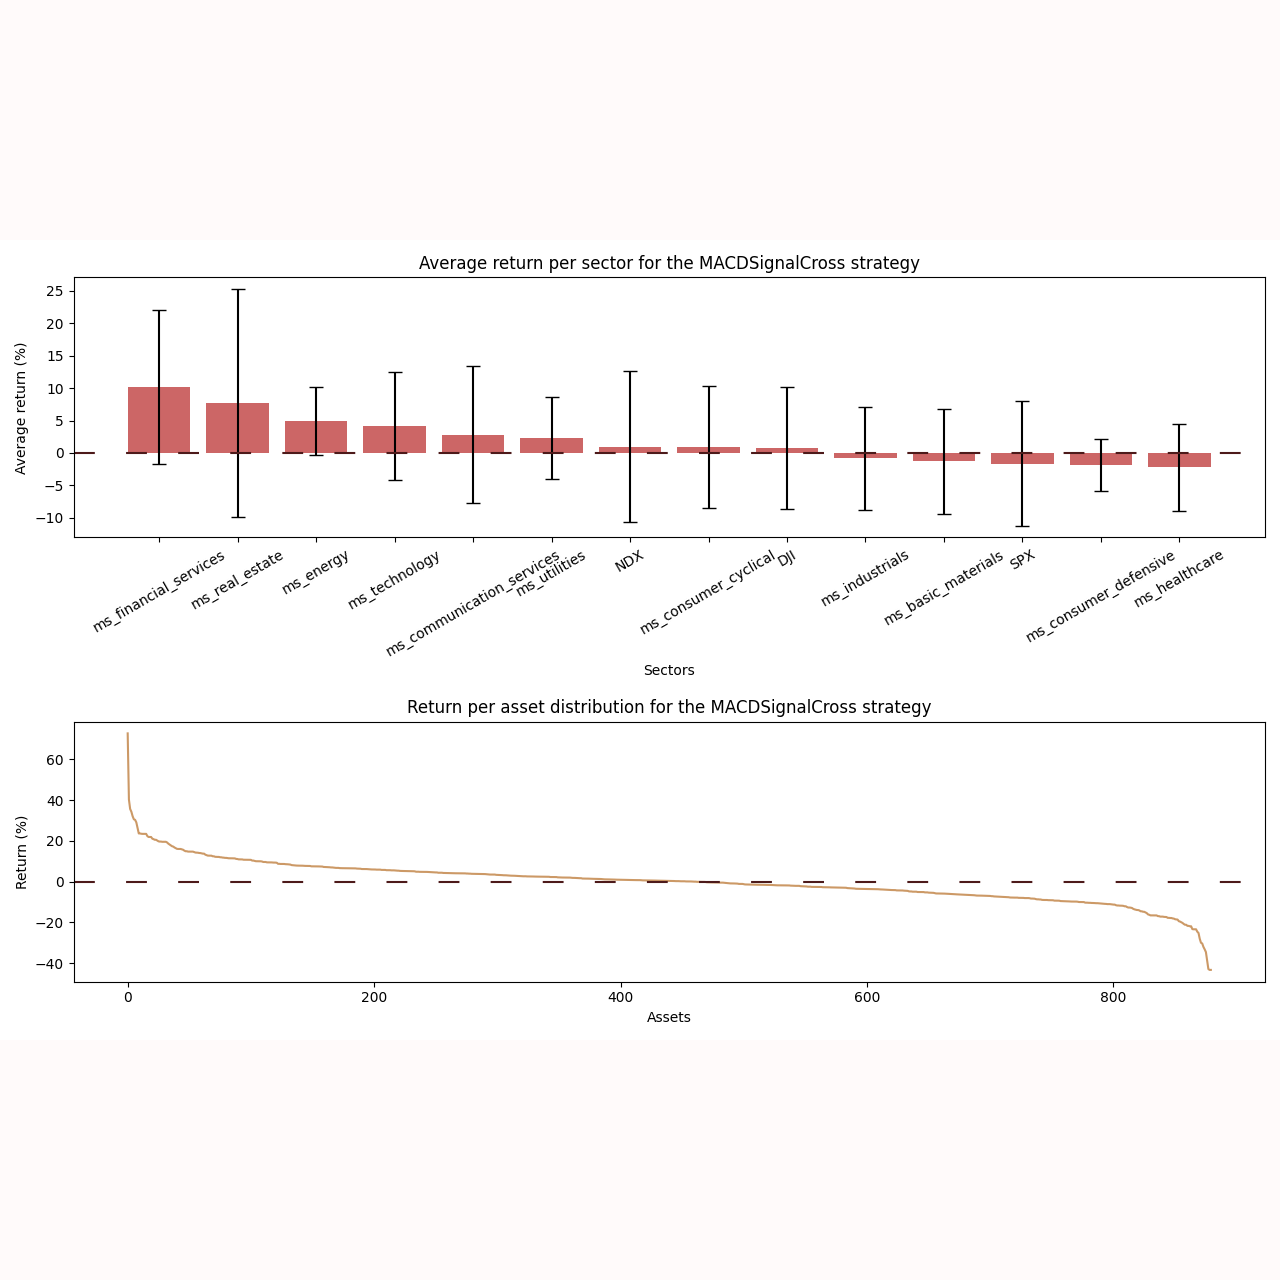 Average return per sector for the MACDSignalCross strategy
Average return (%)
25
20
15
10
5
0
−5
−10
ms_financial_services
ms_real_estate
ms_energy
ms_technology
ms_communication_services
ms_utilities
NDX
ms_consumer_cyclical
DJI
ms_industrials
ms_basic_materials
SPX
ms_consumer_defensive
ms_healthcare
Sectors
Return per asset distribution for the MACDSignalCross strategy
Return (%)
60
40
20
0
−20
−40
0 200 400 600 800
Assets